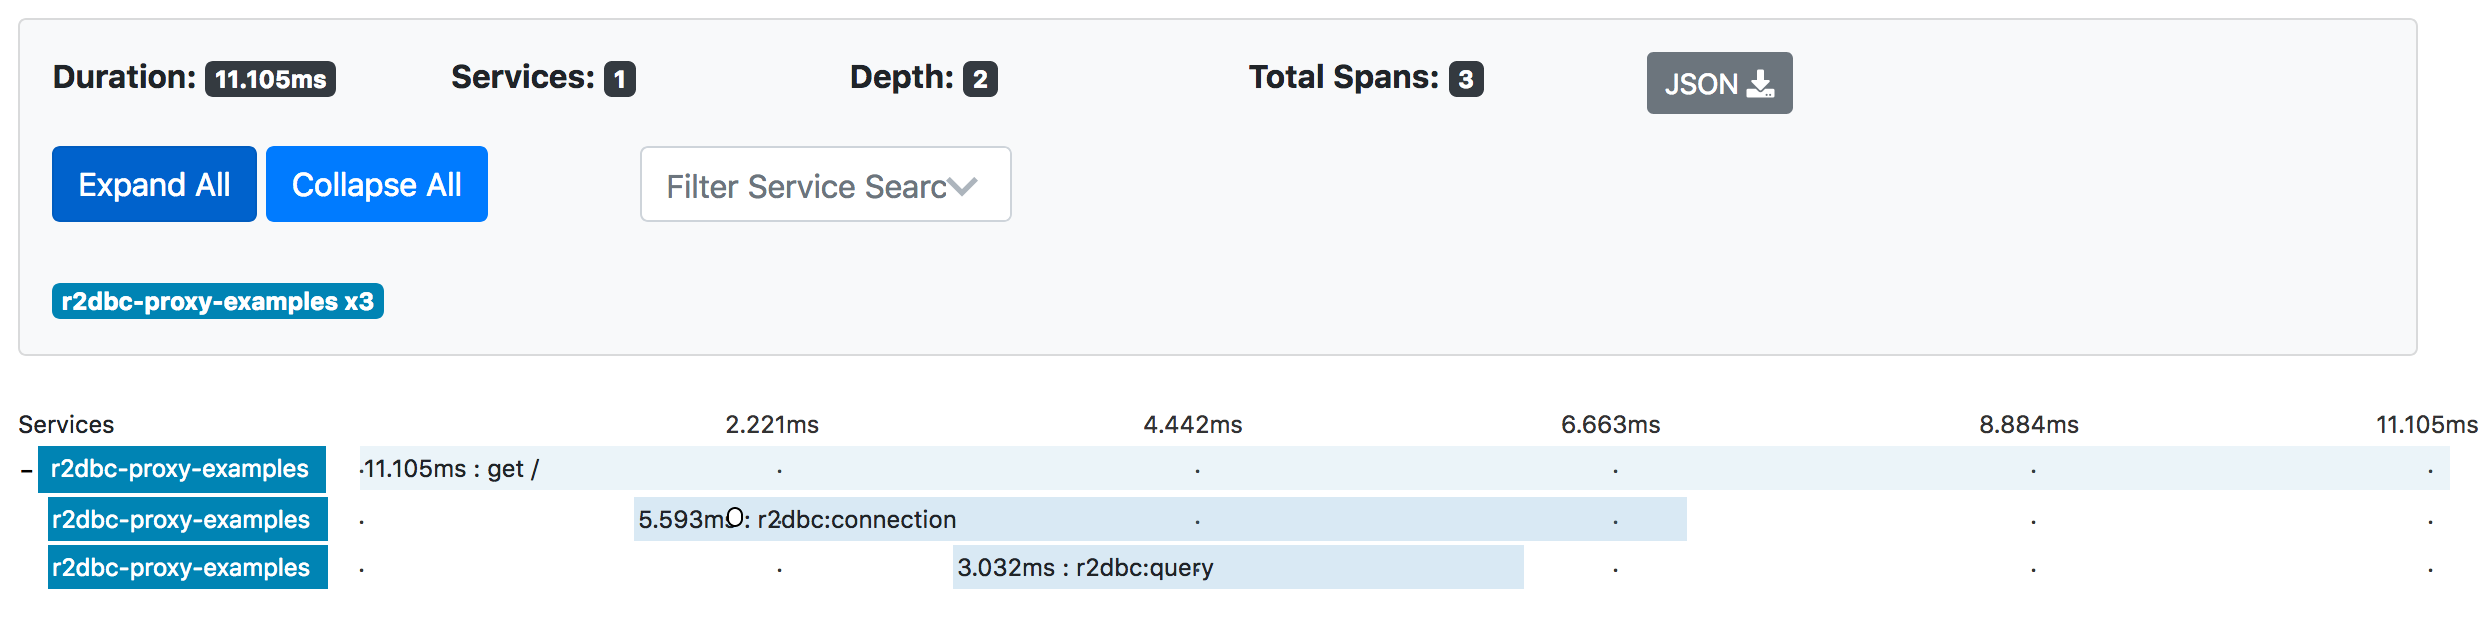 Duration: 11.105ms Services: 1 Depth: 2 Total Spans: 3 JSON
Expand All Collapse All Filter Service Searc
r2dbc-proxy-examples x3
Services 2.221ms 4.442ms 6.663ms 8.884ms 11.105ms
- r2dbc-proxy-examples 11.105ms : get /
r2dbc-proxy-examples 5.593ms : r2dbc:connection
r2dbc-proxy-examples 3.032ms : r2dbc:query